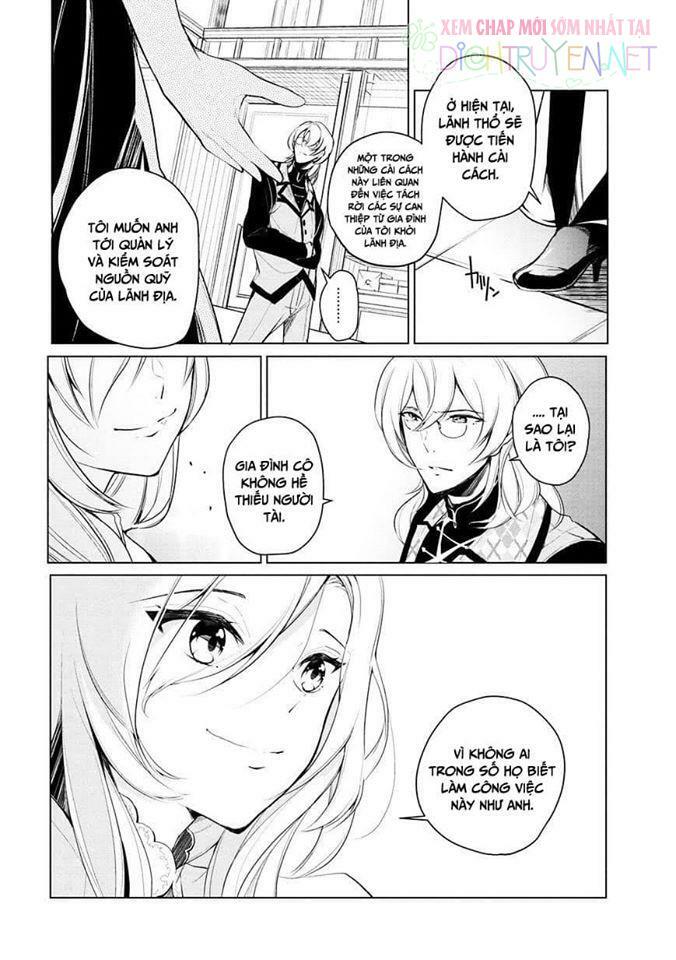 XEM CHAP MỚI SỚM NHẤT TẠI
DICHTRUYEN.NET
Ở HIỆN TẠI,
LÃNH THỔ SẼ
ĐƯỢC TIẾN
HÀNH CẢI
CÁCH.
MỘT TRONG
NHỮNG CẢI CÁCH
NÀY LIÊN QUAN
ĐẾN VIỆC TÁCH
RỜI CÁC SỰ CAN
THIỆP TỪ GIA ĐÌNH
CỦA TÔI KHỎI
LÃNH ĐỊA.
カツン
TÔI MUỐN ANH
TỚI QUẢN LÝ
VÀ KIỂM SOÁT
NGUỒN QUỸ
CỦA LÃNH ĐỊA.
........
.... TẠI
SAO LẠI
LÀ TÔI?
GIA ĐÌNH CÔ
KHÔNG HỀ
THIẾU NGƯỜI
TÀI.
VÌ KHÔNG AI
TRONG SỐ HỌ BIẾT
LÀM CÔNG VIỆC
NÀY NHƯ ANH.